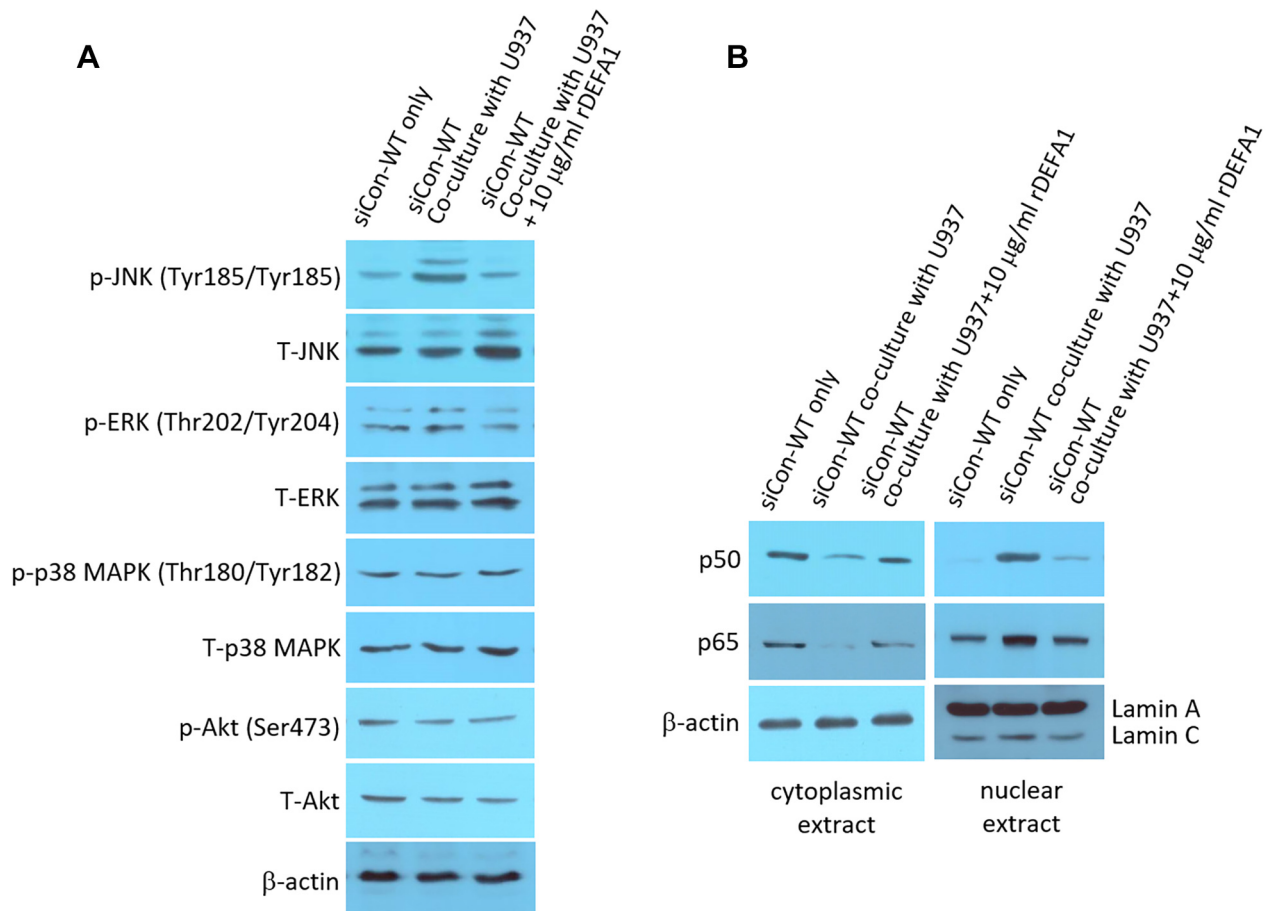 A
siCon-WT only
siCon-WT
Co-culture with U937
siCon-WT
Co-culture with U937
+ 10 μg/ml rDEFA1
p-JNK (Tyr185/Tyr185)
T-JNK
p-ERK (Thr202/Tyr204)
T-ERK
p-p38 MAPK (Thr180/Tyr182)
T-p38 MAPK
p-Akt (Ser473)
T-Akt
β-actin
B
siCon-WT only
siCon-WT co-culture with U937
siCon-WT
co-culture with U937+10 μg/ml rDEFA1
siCon-WT only
siCon-WT co-culture with U937
siCon-WT
co-culture with U937+10 μg/ml rDEFA1
p50
p65
β-actin
Lamin A
Lamin C
cytoplasmic
extract
nuclear
extract